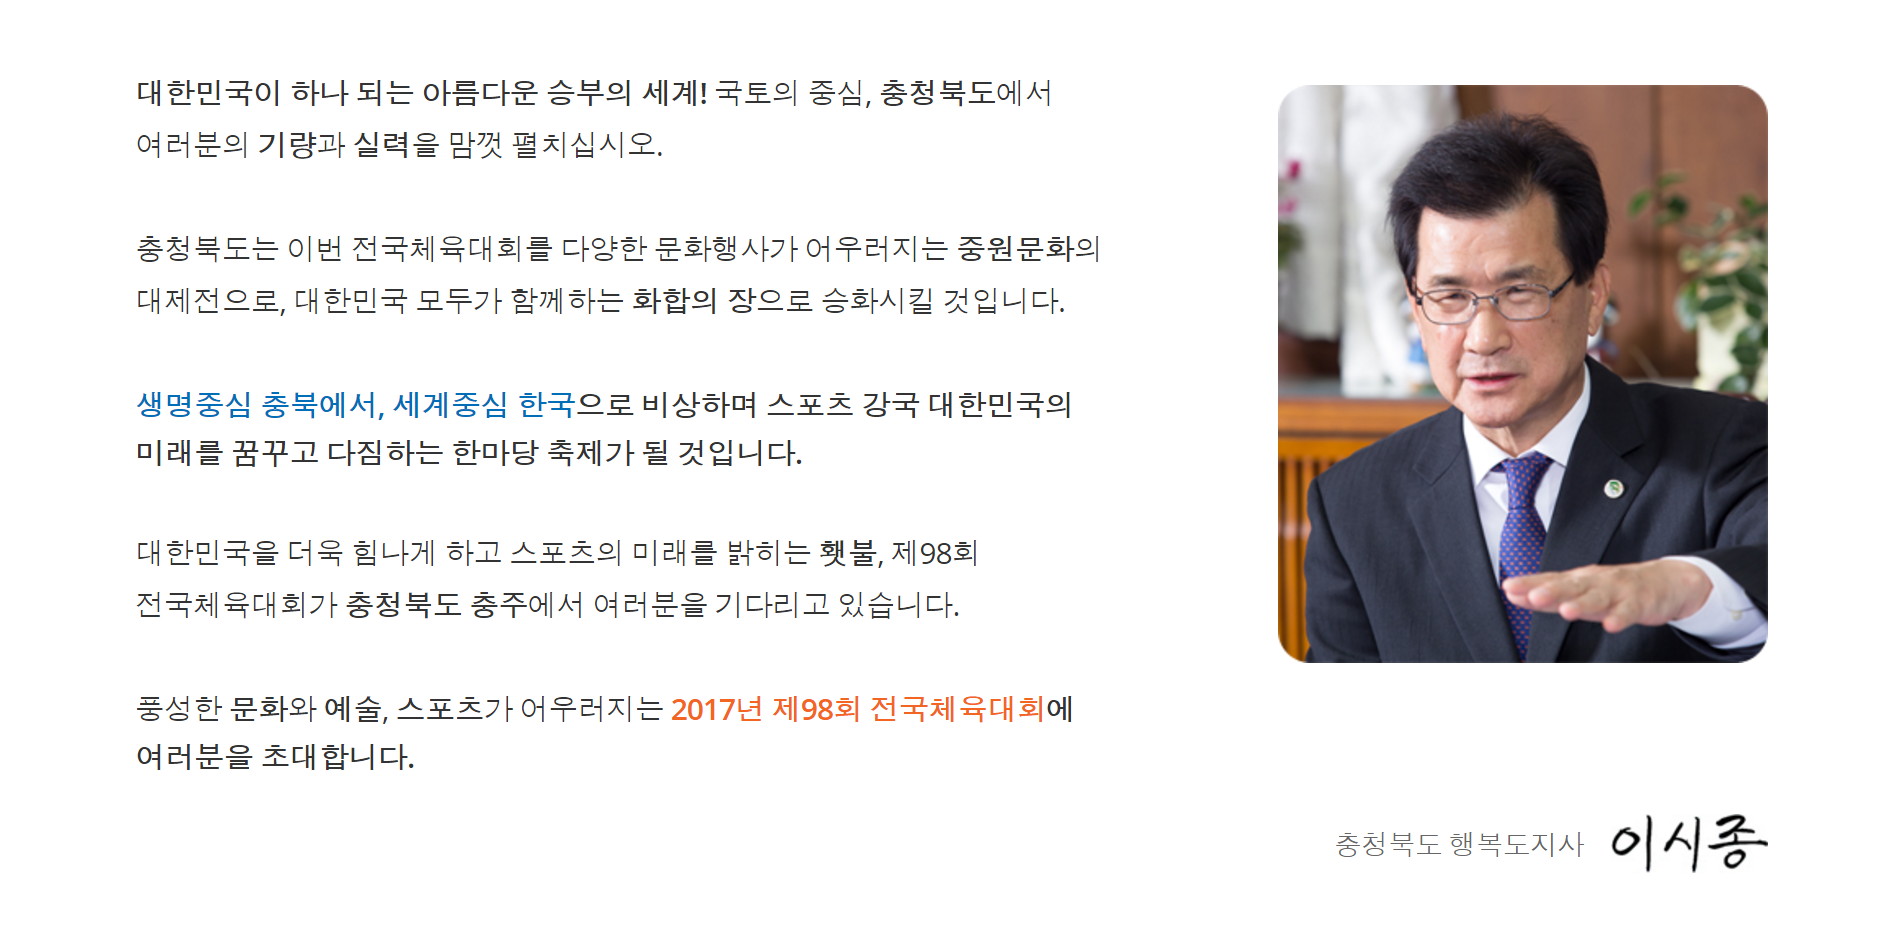 대한민국이 하나 되는 아름다운 승부의 세계! 국토의 중심, 충청북도에서
여러분의 기량과 실력을 맘껏 펼치십시오.
충청북도는 이번 전국체육대회를 다양한 문화행사가 어우러지는 중원문화의
대제전으로, 대한민국 모두가 함께하는 화합의 장으로 승화시킬 것입니다.
생명중심 충북에서, 세계중심 한국으로 비상하며 스포츠 강국 대한민국의
미래를 꿈꾸고 다짐하는 한마당 축제가 될 것입니다.
대한민국을 더욱 힘나게 하고 스포츠의 미래를 밝히는 횃불, 제98회
전국체육대회가 충청북도 충주에서 여러분을 기다리고 있습니다.
풍성한 문화와 예술, 스포츠가 어우러지는 2017년 제98회 전국체육대회에
여러분을 초대합니다.
충청북도 행복도지사 이시종